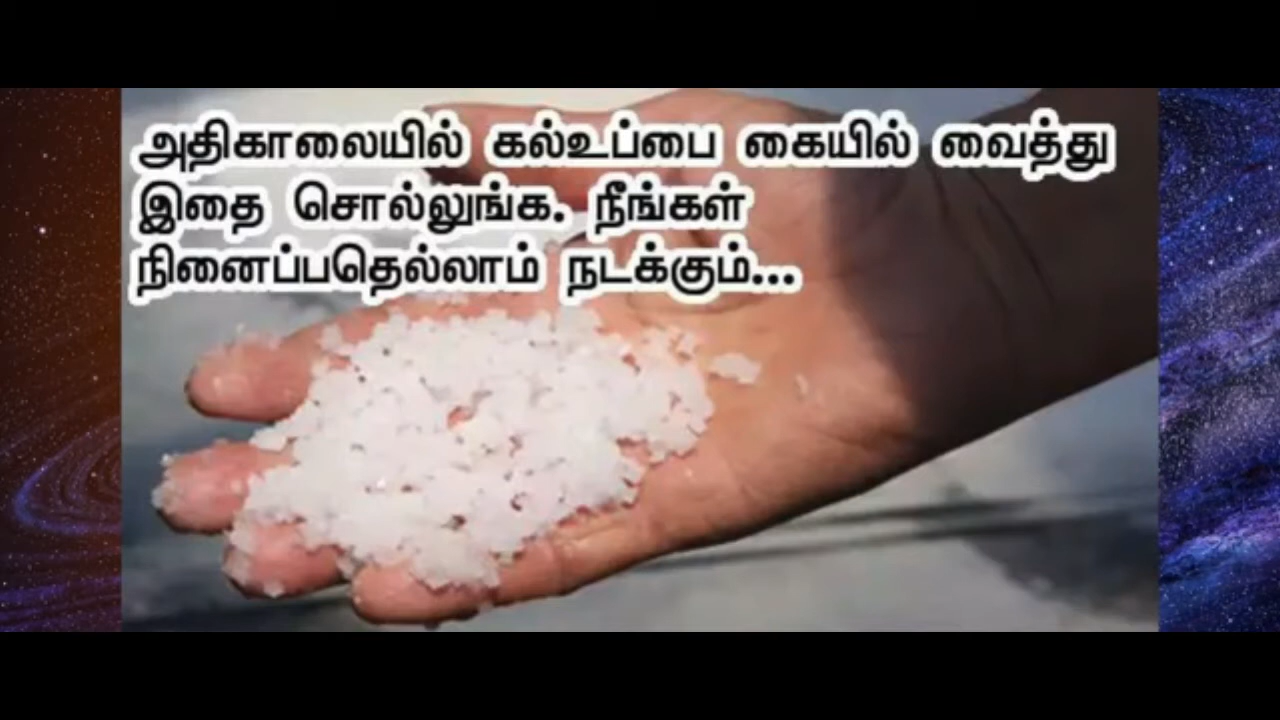 அதிகாலையில் கல்உப்பை கையில் வைத்து
இதை சொல்லுங்க. நீங்கள்
நினைப்பதெல்லாம் நடக்கும்...